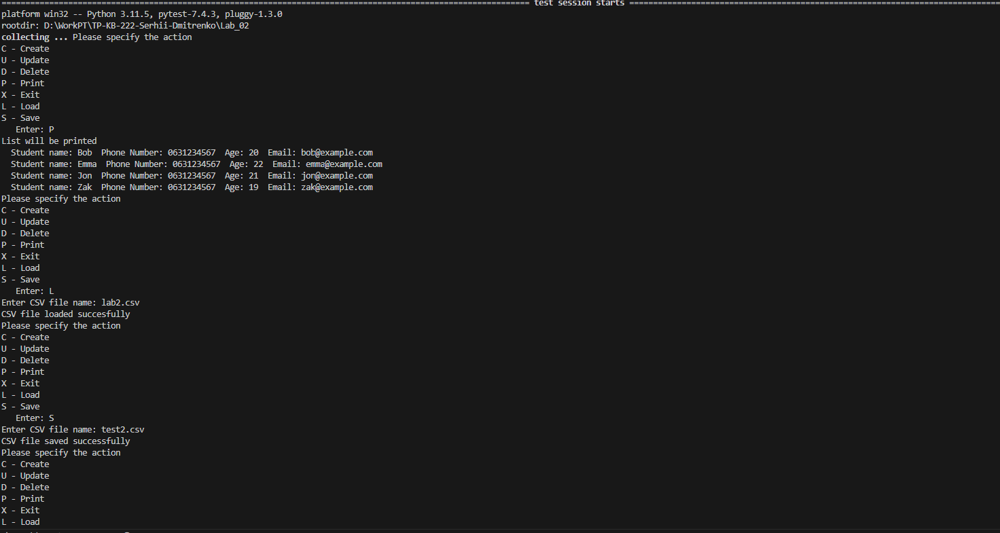 ============ test session starts ============
platform win32 -- Python 3.11.5, pytest-7.4.3, pluggy-1.3.0
rootdir: D:\WorkPT\TP-KB-222-Serhii-Dmitrenko\Lab_02
collecting ... Please specify the action
C - Create
U - Update
D - Delete
P - Print
X - Exit
L - Load
S - Save
   Enter: P
List will be printed
  Student name: Bob  Phone Number: 0631234567  Age: 20  Email: bob@example.com
  Student name: Emma  Phone Number: 0631234567  Age: 22  Email: emma@example.com
  Student name: Jon  Phone Number: 0631234567  Age: 21  Email: jon@example.com
  Student name: Zak  Phone Number: 0631234567  Age: 19  Email: zak@example.com
Please specify the action
C - Create
U - Update
D - Delete
P - Print
X - Exit
L - Load
S - Save
   Enter: L
Enter CSV file name: lab2.csv
CSV file loaded succesfully
Please specify the action
C - Create
U - Update
D - Delete
P - Print
X - Exit
L - Load
S - Save
   Enter: S
Enter CSV file name: test2.csv
CSV file saved successfully
Please specify the action
C - Create
U - Update
D - Delete
P - Print
X - Exit
L - Load